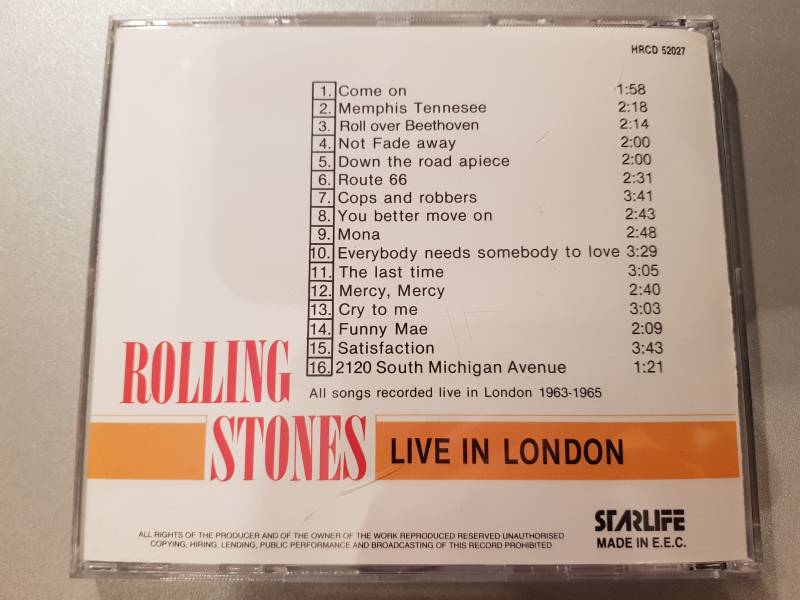 HRCD 52027
1. Come on 1:58
2. Memphis Tennesee 2:18
3. Roll over Beethoven 2:14
4. Not Fade away 2:00
5. Down the road apiece 2:00
6. Route 66 2:31
7. Cops and robbers 3:41
8. You better move on 2:43
9. Mona 2:48
10. Everybody needs somebody to love 3:29
11. The last time 3:05
12. Mercy, Mercy 2:40
13. Cry to me 3:03
14. Funny Mae 2:09
15. Satisfaction 3:43
16. 2120 South Michigan Avenue 1:21
All songs recorded live in London 1963-1965
ROLLING
STONES
LIVE IN LONDON
STARLIFE
MADE IN E.E.C.
ALL RIGHTS OF THE PRODUCER AND OF THE OWNER OF THE WORK REPRODUCED RESERVED UNAUTHORISED
COPYING, HIRING, LENDING, PUBLIC PERFORMANCE AND BROADCASTING OF THIS RECORD PROHIBITED